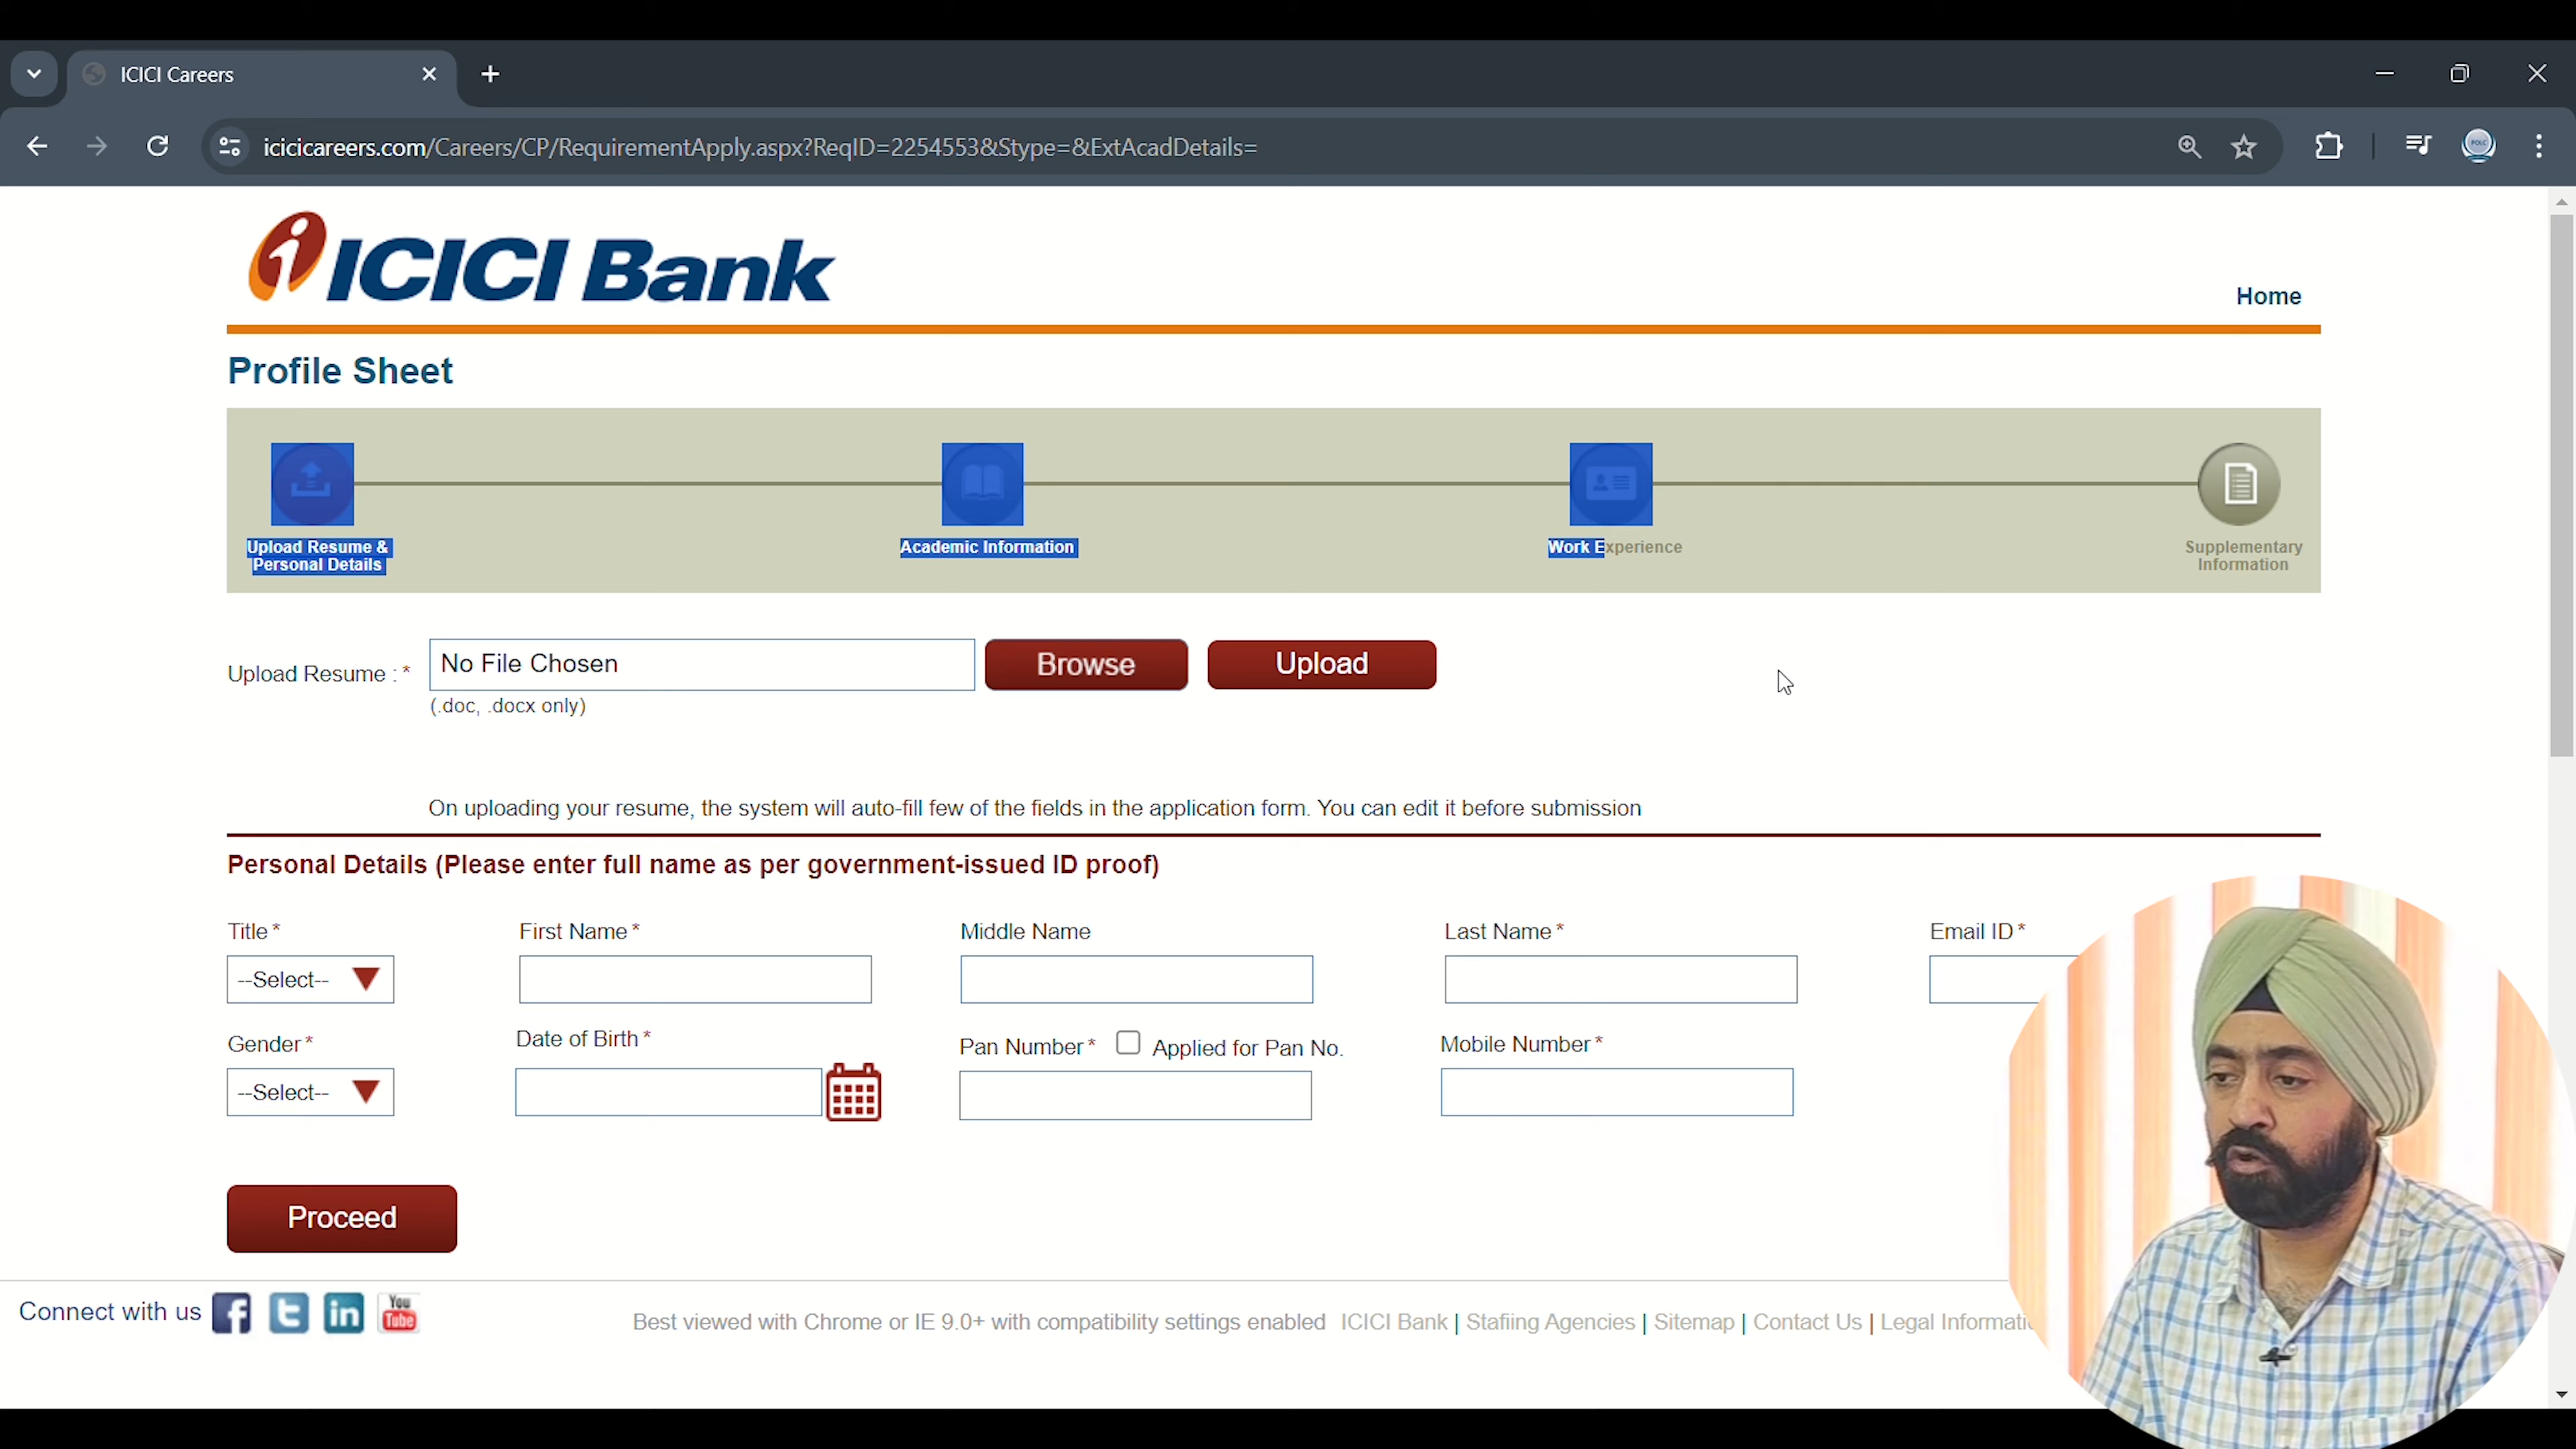 ICICI Careers
icicicareers.com/Careers/CP/RequirementApply.aspx?ReqID=2254553&Stype=&ExtAcadDetails=
POLC
ICICI Bank
Home
Profile Sheet
Upload Resume &
Personal Details
Academic Information
Work Experience
Supplementary
Information
Upload Resume : *
No File Chosen
Browse
Upload
(.doc, .docx only)
On uploading your resume, the system will auto-fill few of the fields in the application form. You can edit it before submission
Personal Details (Please enter full name as per government-issued ID proof)
Title * First Name * Middle Name Last Name * Email ID *
--Select--
Gender * Date of Birth * Pan Number * Applied for Pan No. Mobile Number *
--Select--
Proceed
Connect with us
You
Tube
Best viewed with Chrome or IE 9.0+ with compatibility settings enabled ICICI Bank | Stafiing Agencies | Sitemap | Contact Us | Legal